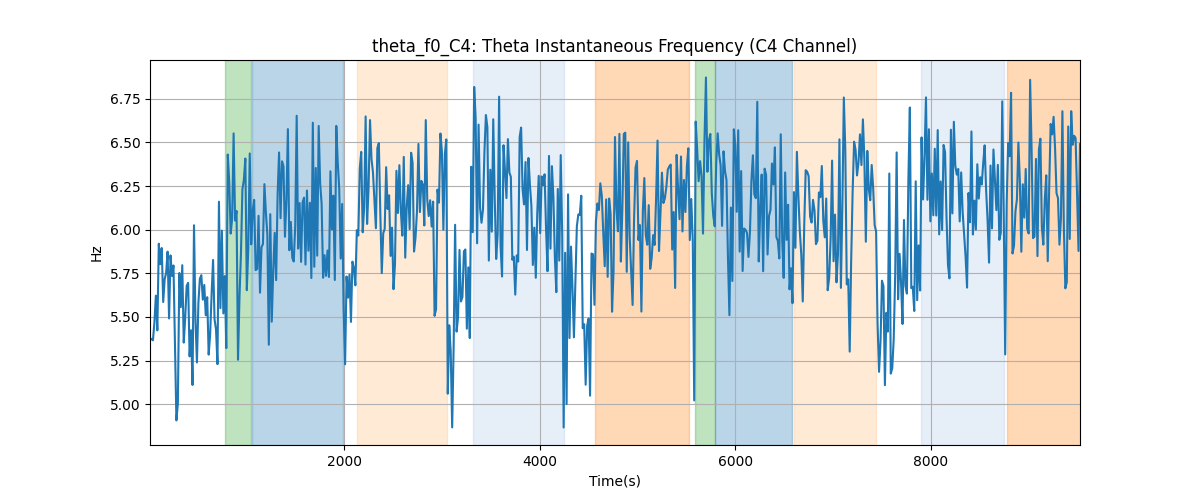 theta_f0_C4: Theta Instantaneous Frequency (C4 Channel)
6.75
6.50
6.25
6.00
5.75
5.50
5.25
5.00
Hz
2000 4000 6000 8000
Time(s)